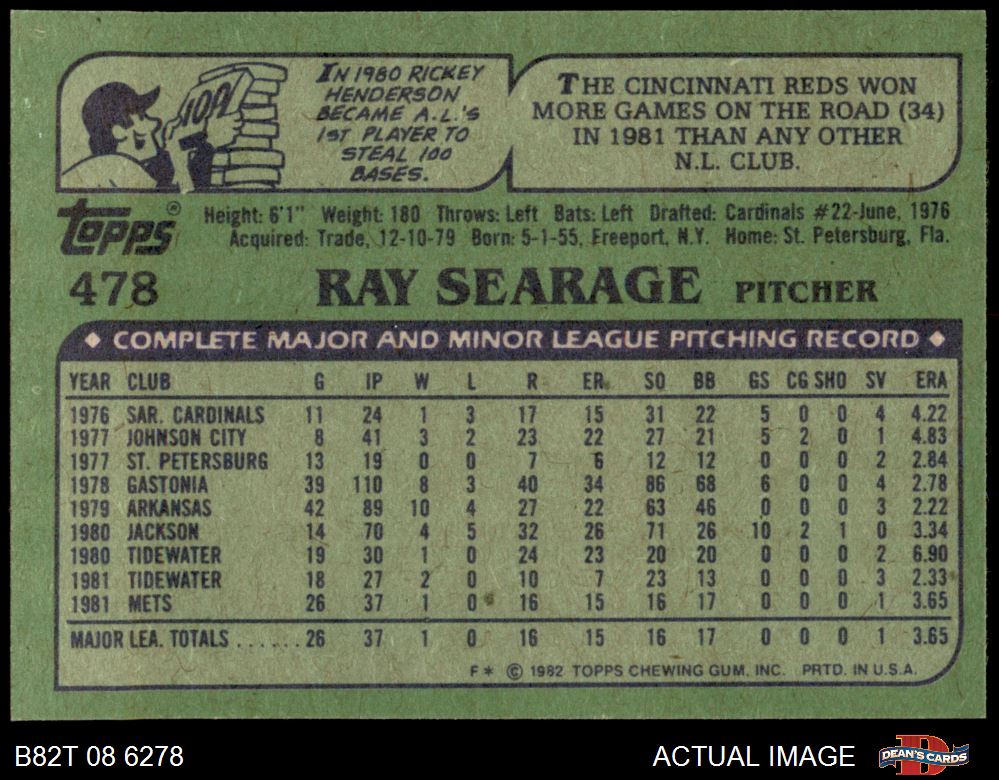 100
IN 1980 RICKEY
HENDERSON
BECAME A.L.'S
1ST PLAYER TO
STEAL 100
BASES.
THE CINCINNATI REDS WON
MORE GAMES ON THE ROAD (34)
IN 1981 THAN ANY OTHER
N.L. CLUB.
topps®
Height: 6'1" Weight: 180 Throws: Left Bats: Left Drafted: Cardinals #22-June, 1976
Acquired: Trade, 12-10-79 Born: 5-1-55, Freeport, N.Y. Home: St. Petersburg, Fla.
478 RAY SEARAGE PITCHER
◆ COMPLETE MAJOR AND MINOR LEAGUE PITCHING RECORD ◆
YEAR CLUB G IP W L R ER SO BB GS CG SHO SV ERA
1976 SAR. CARDINALS 11 24 1 3 17 15 31 22 5 0 0 4 4.22
1977 JOHNSON CITY 8 41 3 2 23 22 27 21 5 2 0 1 4.83
1977 ST. PETERSBURG 13 19 0 0 7 6 12 12 0 0 0 2 2.84
1978 GASTONIA 39 110 8 3 40 34 86 68 6 0 0 4 2.78
1979 ARKANSAS 42 89 10 4 27 22 63 46 0 0 0 3 2.22
1980 JACKSON 14 70 4 5 32 26 71 26 10 2 1 0 3.34
1980 TIDEWATER 19 30 1 0 24 23 20 20 0 0 0 2 6.90
1981 TIDEWATER 18 27 2 0 10 7 23 13 0 0 0 3 2.33
1981 METS 26 37 1 0 16 15 16 17 0 0 0 1 3.65
MAJOR LEA. TOTALS ...... 26 37 1 0 16 15 16 17 0 0 0 1 3.65
F* © 1982 TOPPS CHEWING GUM, INC. PRTD. IN U.S.A.
B82T 08 6278 ACTUAL IMAGE DEAN'S CARDS